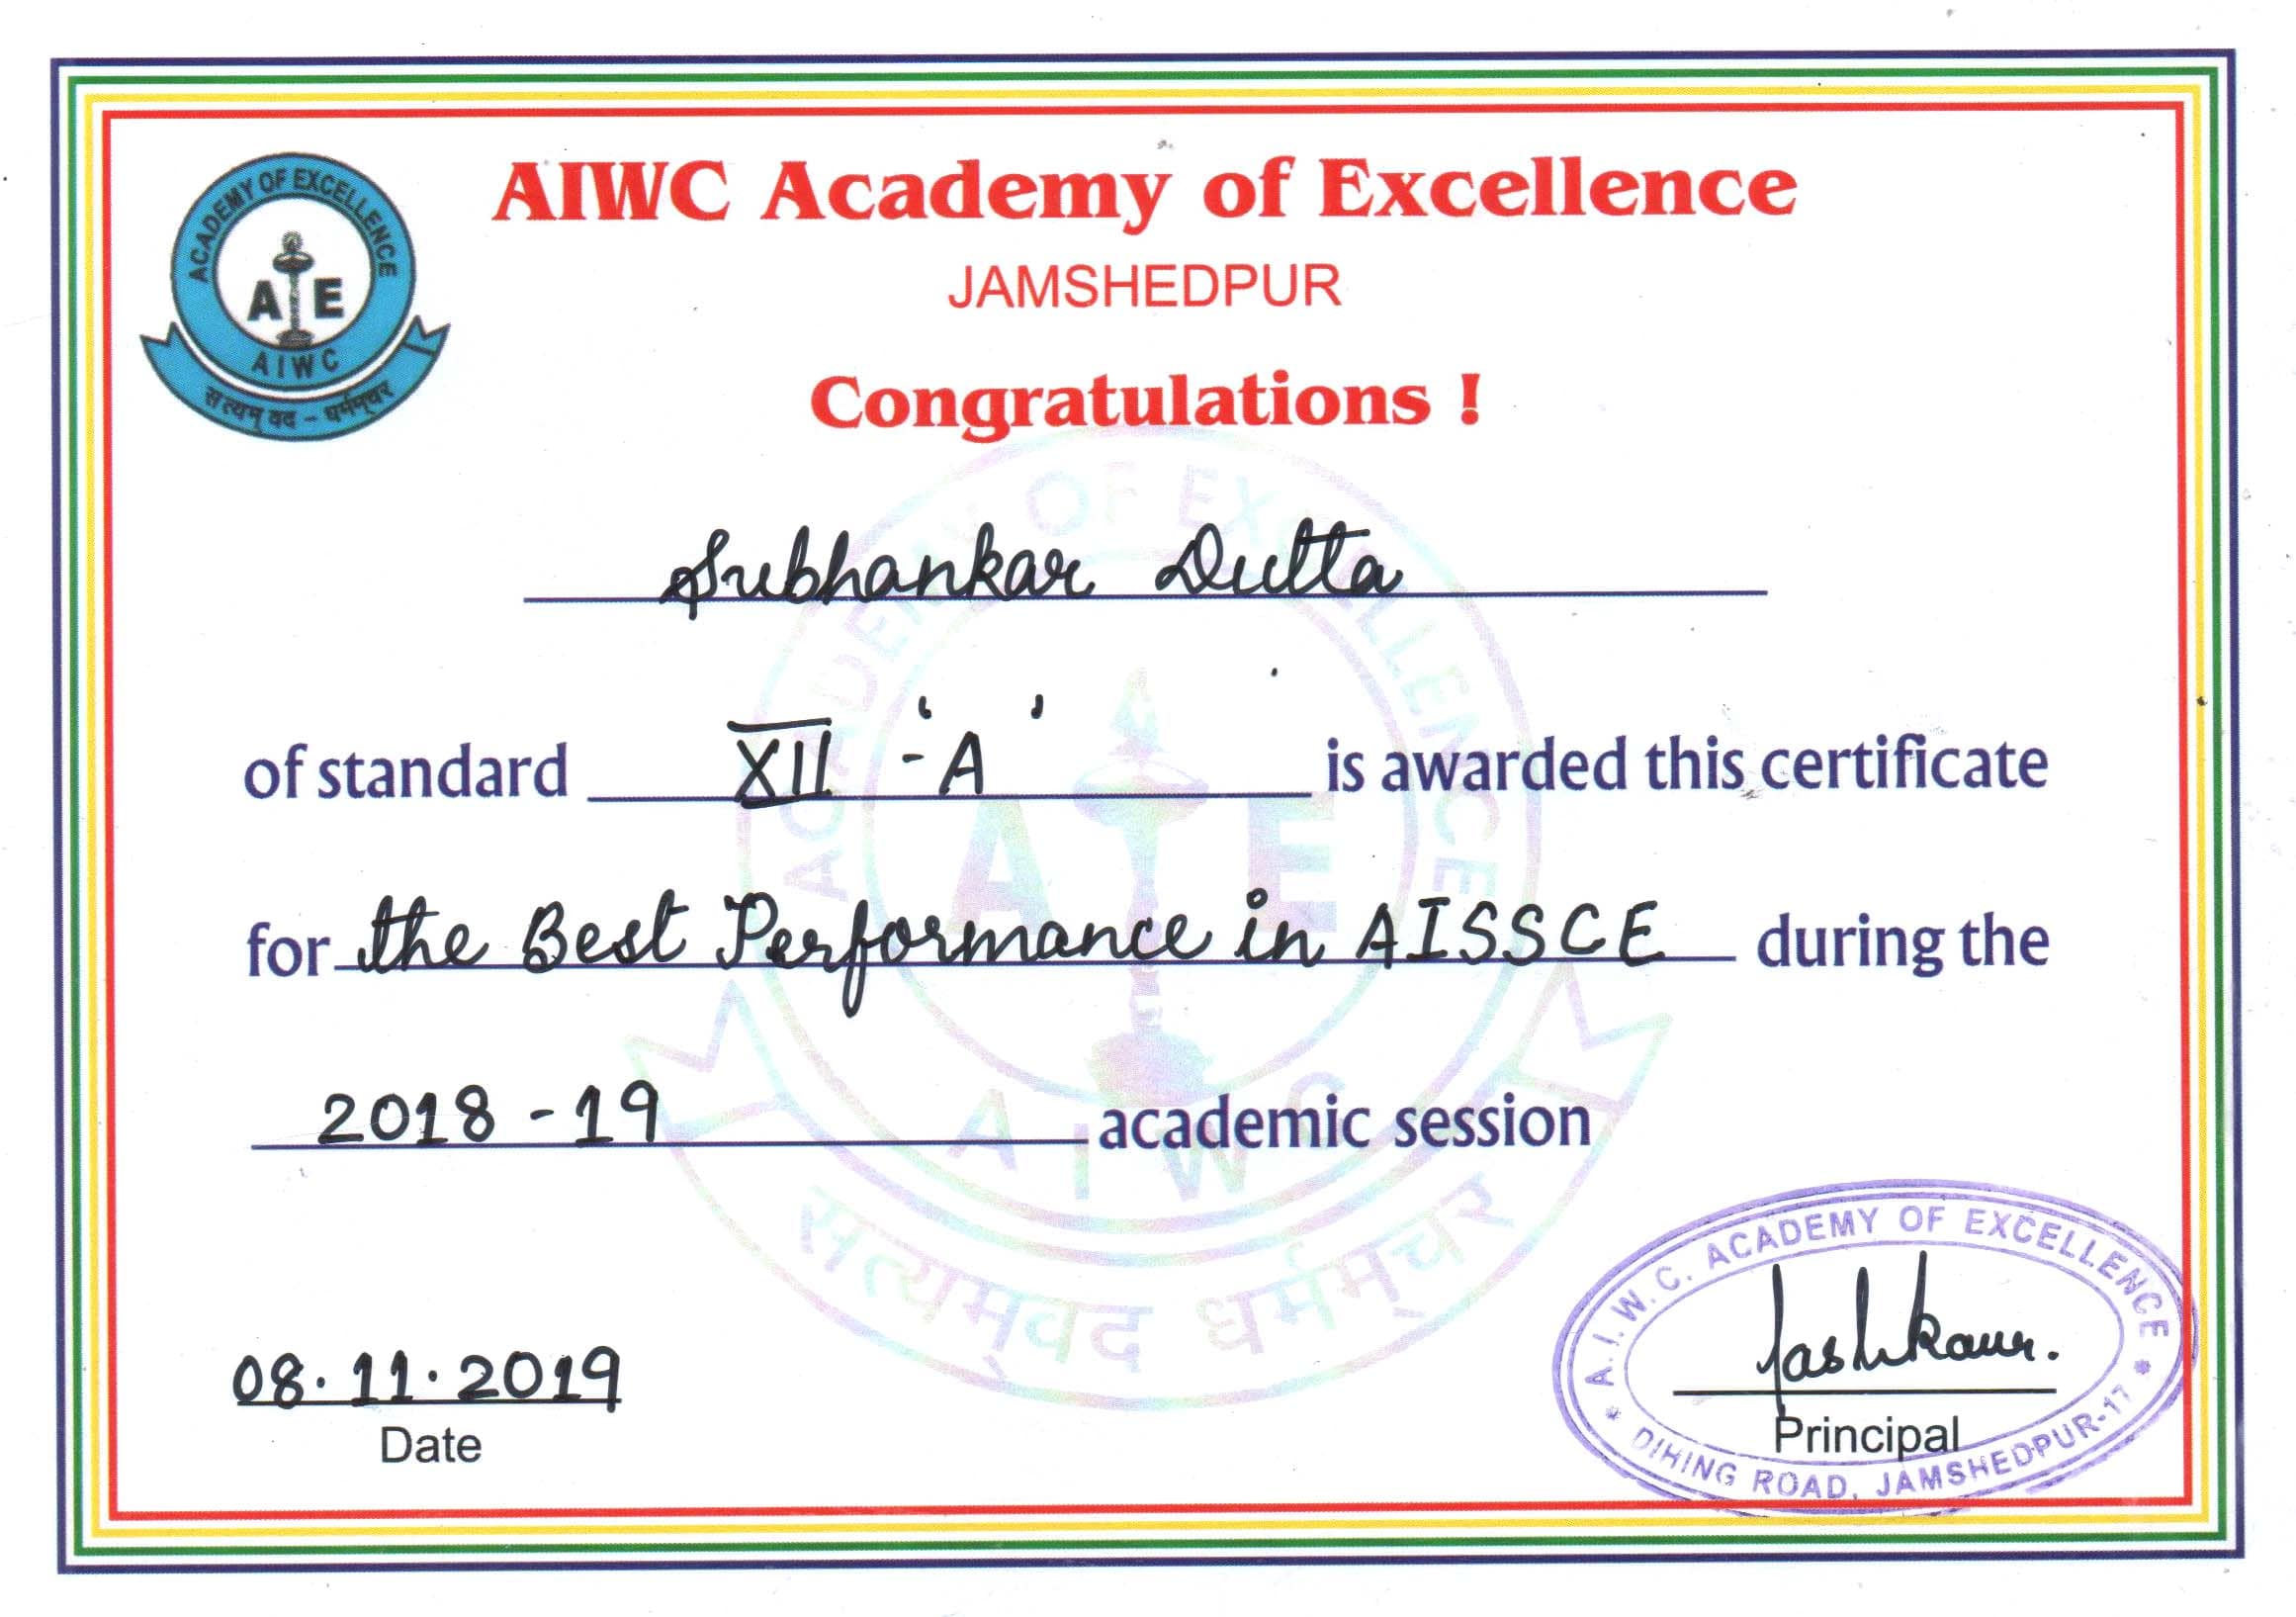 ACADEMY OF EXCELLENCE
A E
AIWC
सत्यम् वद - धर्मम्चर
AIWC Academy of Excellence
JAMSHEDPUR
Congratulations !
Subhankar Dutta
of standard XII -'A' is awarded this certificate
for the Best Performance in AISSCE during the
2018 -19 academic session
ACADEMY OF EXCELLENCE
A E
AIWC
सत्यम्वद धर्मम्चर
08.11.2019
Date
A.I.W.C. ACADEMY OF EXCELLENCE
Principal
* DIHING ROAD, JAMSHEDPUR-17 *